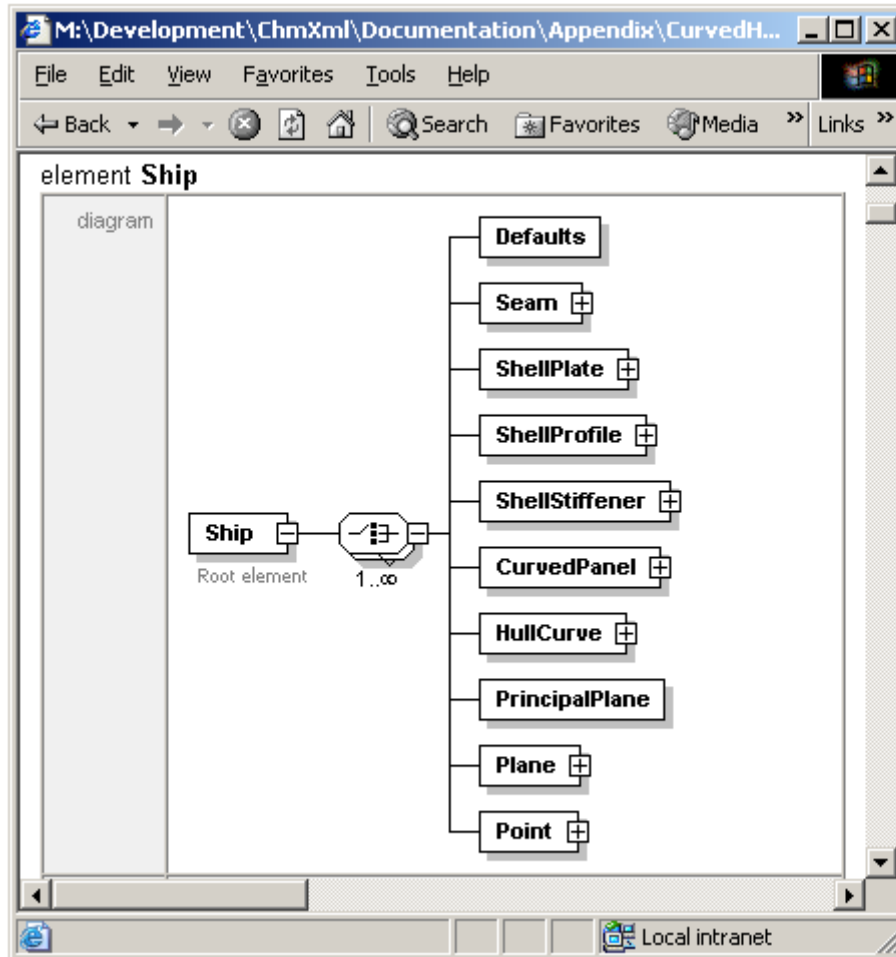 M:\Development\ChmXml\Documentation\Appendix\CurvedH...
File Edit View Favorites Tools Help
Back Search Favorites Media » Links »
element Ship
diagram
Defaults
Seam
ShellPlate
ShellProfile
ShellStiffener
Ship
Root element
1..∞
CurvedPanel
HullCurve
PrincipalPlane
Plane
Point
Local intranet